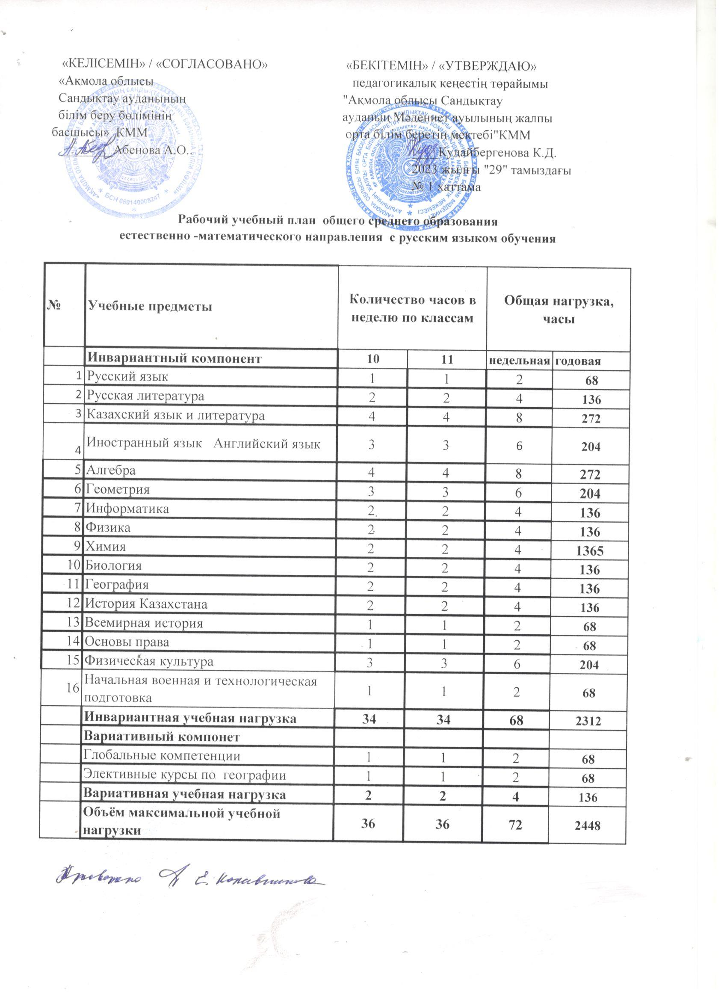 «КЕЛІСЕМІН» / «СОГЛАСОВАНО»
«Ақмола облысы
Сандықтау ауданының
білім беру бөлімінің
басшысы» КММ
Абенова А.О..
БСН 060140008247
«БЕКІТЕМІН» / «УТВЕРЖДАЮ»
педагогикалық кеңестің төрайымы
"Ақмола облысы Сандықтау
ауданың Мәдениет ауылының жалпы
орта білім беретін мектебі"КММ
Кудайбергенова К.Д.
2023 жылғы "29" тамыздағы
№ 1 хаттама
Рабочий учебный план общего среднего образования
естественно -математического направления с русским языком обучения
№ Учебные предметы Количество часов в неделю по классам Общая нагрузка, часы
Инвариантный компонент 10 11 недельная годовая
1 Русский язык 1 1 2 68
2 Русская литература 2 2 4 136
3 Казахский язык и литература 4 4 8 272
4 Иностранный язык Английский язык 3 3 6 204
5 Алгебра 4 4 8 272
6 Геометрия 3 3 6 204
7 Информатика 2 2 4 136
8 Физика 2 2 4 136
9 Химия 2 2 4 1365
10 Биология 2 2 4 136
11 География 2 2 4 136
12 История Казахстана 2 2 4 136
13 Всемирная история 1 1 2 68
14 Основы права 1 1 2 68
15 Физическая культура 3 3 6 204
16 Начальная военная и технологическая
подготовка 1 1 2 68
Инвариантная учебная нагрузка 34 34 68 2312
Вариативный компонет
Глобальные компетенции 1 1 2 68
Элективные курсы по географии 1 1 2 68
Вариативная учебная нагрузка 2 2 4 136
Объём максимальной учебной
нагрузки 36 36 72 2448